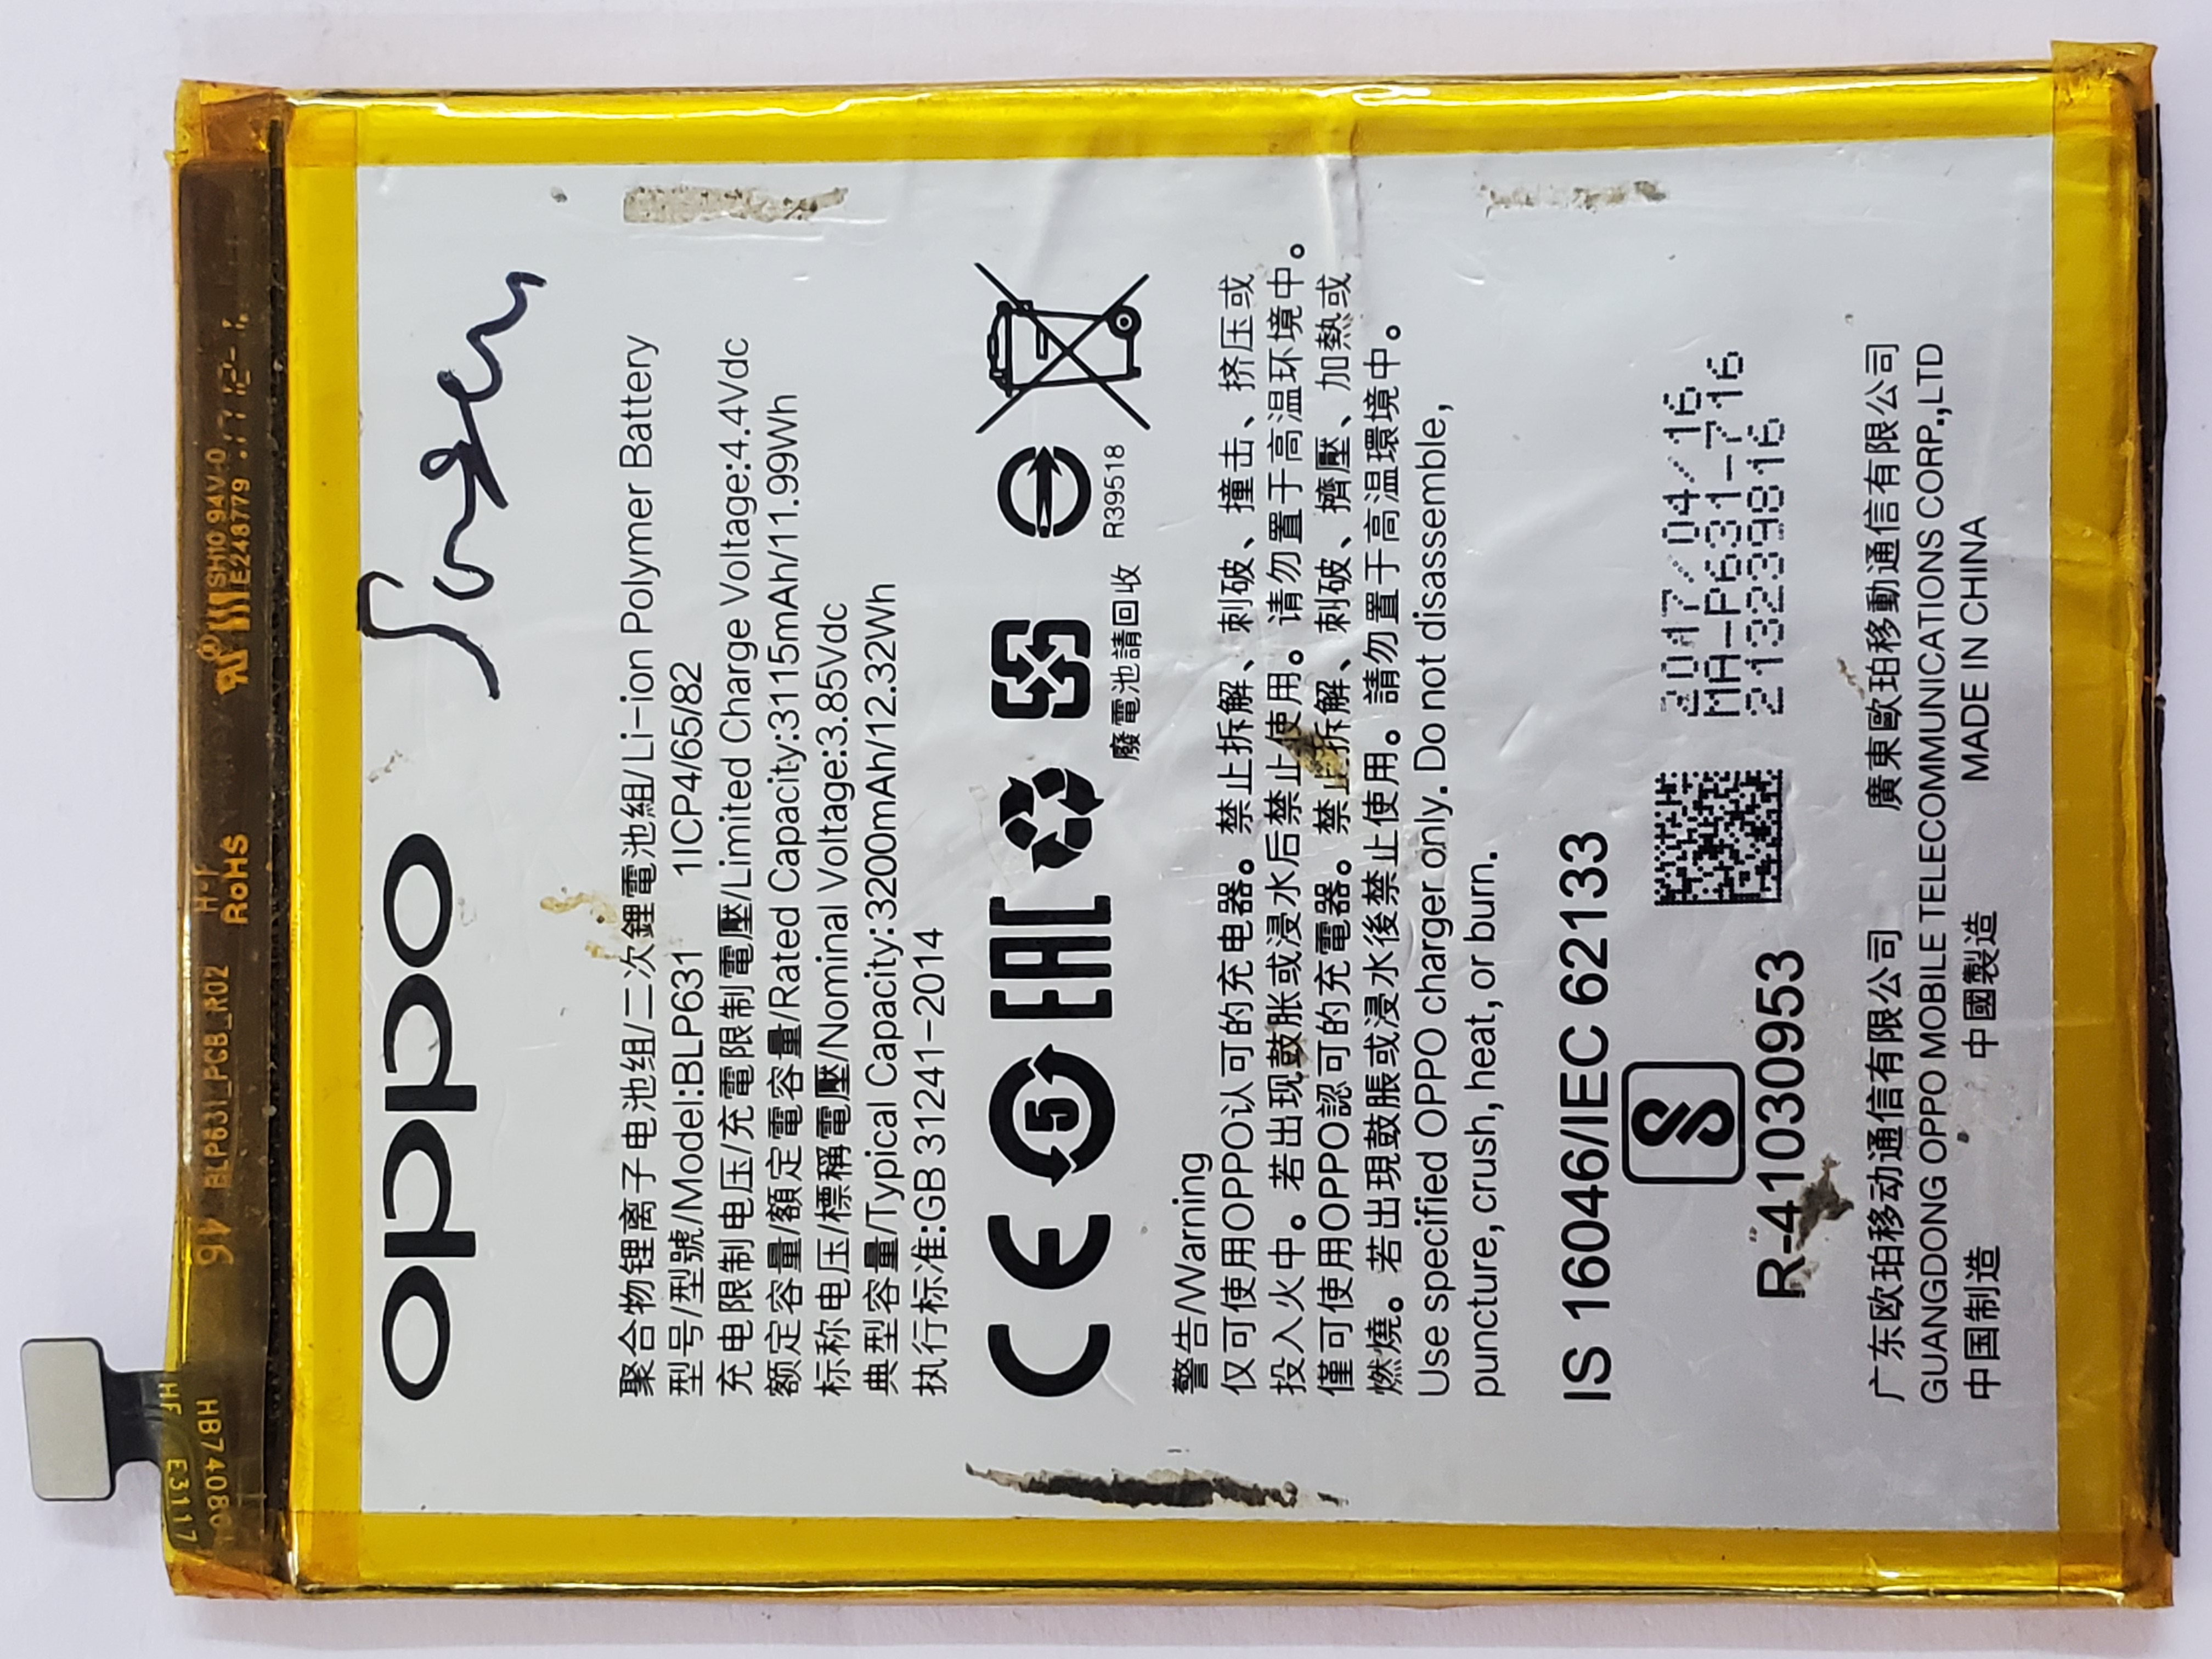 oppo
聚合物锂离子电池组/二次鋰電池組/Li-ion Polymer Battery
型号/型號/Model:BLP631 1ICP4/65/82
充电限制电压/充電限制電壓/Limited Charge Voltage:4.4Vdc
额定容量/額定電容量/Rated Capacity:3115mAh/11.99Wh
标称电压/標稱電壓/Nominal Voltage:3.85Vdc
典型容量/Typical Capacity:3200mAh/12.32Wh
执行标准:GB 31241-2014
CE 5 EAC
廢電池請回收 R39518
警告/Warning
仅可使用OPPO认可的充电器。禁止拆解、刺破、撞击、挤压或
投入火中。若出现鼓胀或浸水后禁止使用。请勿置于高温环境中。
僅可使用OPPO認可的充電器。禁止拆解、刺破、擠壓、加熱或
燃燒。若出現鼓脹或浸水後禁止使用。請勿置于高温環境中。
Use specified OPPO charger only. Do not disassemble,
puncture, crush, heat, or burn.
IS 16046/IEC 62133
R-41030953
2017/04/16
MA-P631-716
2132399816
广东欧珀移动通信有限公司 廣東歐珀移動通信有限公司
GUANGDONG OPPO MOBILE TELECOMMUNICATIONS CORP.,LTD
中国制造 中國製造 MADE IN CHINA
BLP631_PCB_R02
RoHS
SH10 94V-0
E248779
HF
E3117